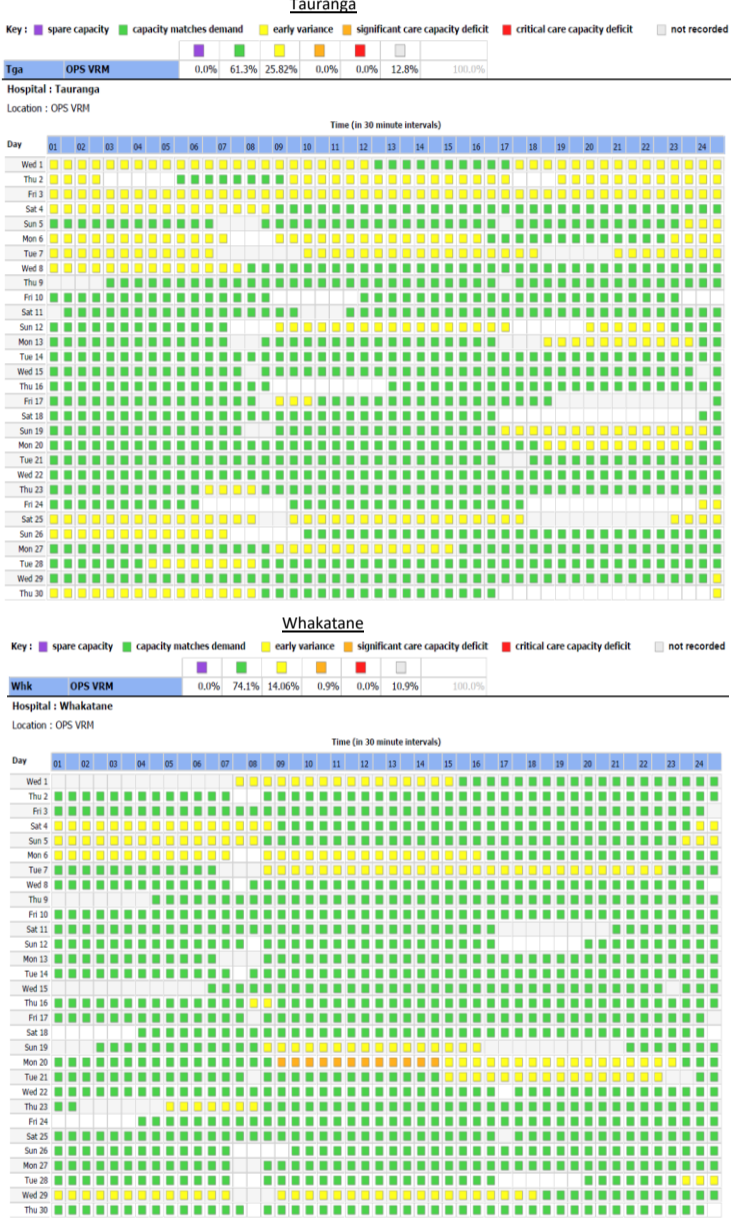 Tauranga
Key : spare capacity capacity matches demand early variance significant care capacity deficit critical care capacity deficit not recorded
Tga OPS VRM 0.0% 61.3% 25.82% 0.0% 0.0% 12.8% 100.0%
Hospital : Tauranga
Location : OPS VRM
Time (in 30 minute intervals)
Day 01 02 03 04 05 06 07 08 09 10 11 12 13 14 15 16 17 18 19 20 21 22 23 24
Wed 1
Thu 2
Fri 3
Sat 4
Sun 5
Mon 6
Tue 7
Wed 8
Thu 9
Fri 10
Sat 11
Sun 12
Mon 13
Tue 14
Wed 15
Thu 16
Fri 17
Sat 18
Sun 19
Mon 20
Tue 21
Wed 22
Thu 23
Fri 24
Sat 25
Sun 26
Mon 27
Tue 28
Wed 29
Thu 30
Whakatane
Key : spare capacity capacity matches demand early variance significant care capacity deficit critical care capacity deficit not recorded
Whk OPS VRM 0.0% 74.1% 14.06% 0.9% 0.0% 10.9% 100.0%
Hospital : Whakatane
Location : OPS VRM
Time (in 30 minute intervals)
Day 01 02 03 04 05 06 07 08 09 10 11 12 13 14 15 16 17 18 19 20 21 22 23 24
Wed 1
Thu 2
Fri 3
Sat 4
Sun 5
Mon 6
Tue 7
Wed 8
Thu 9
Fri 10
Sat 11
Sun 12
Mon 13
Tue 14
Wed 15
Thu 16
Fri 17
Sat 18
Sun 19
Mon 20
Tue 21
Wed 22
Thu 23
Fri 24
Sat 25
Sun 26
Mon 27
Tue 28
Wed 29
Thu 30